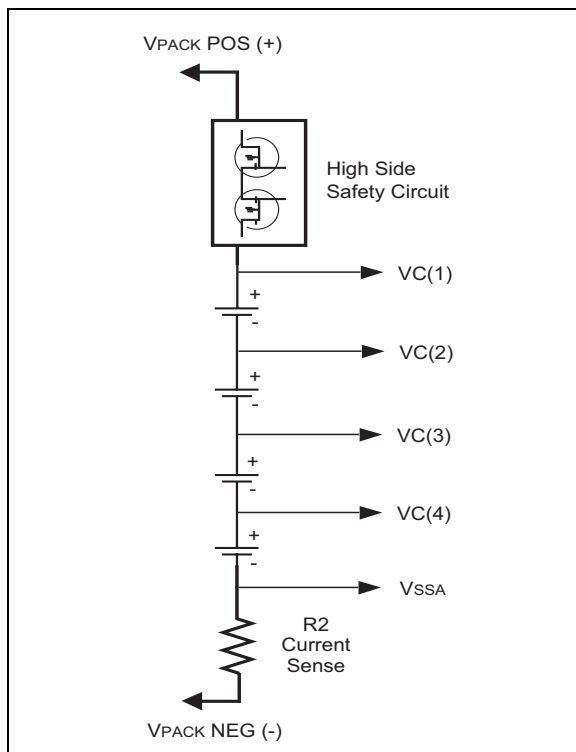 VPACK POS (+)
High Side
Safety Circuit
VC(1)
+
-
VC(2)
+
-
VC(3)
+
-
VC(4)
+
-
VSSA
R2
Current
Sense
VPACK NEG (-)